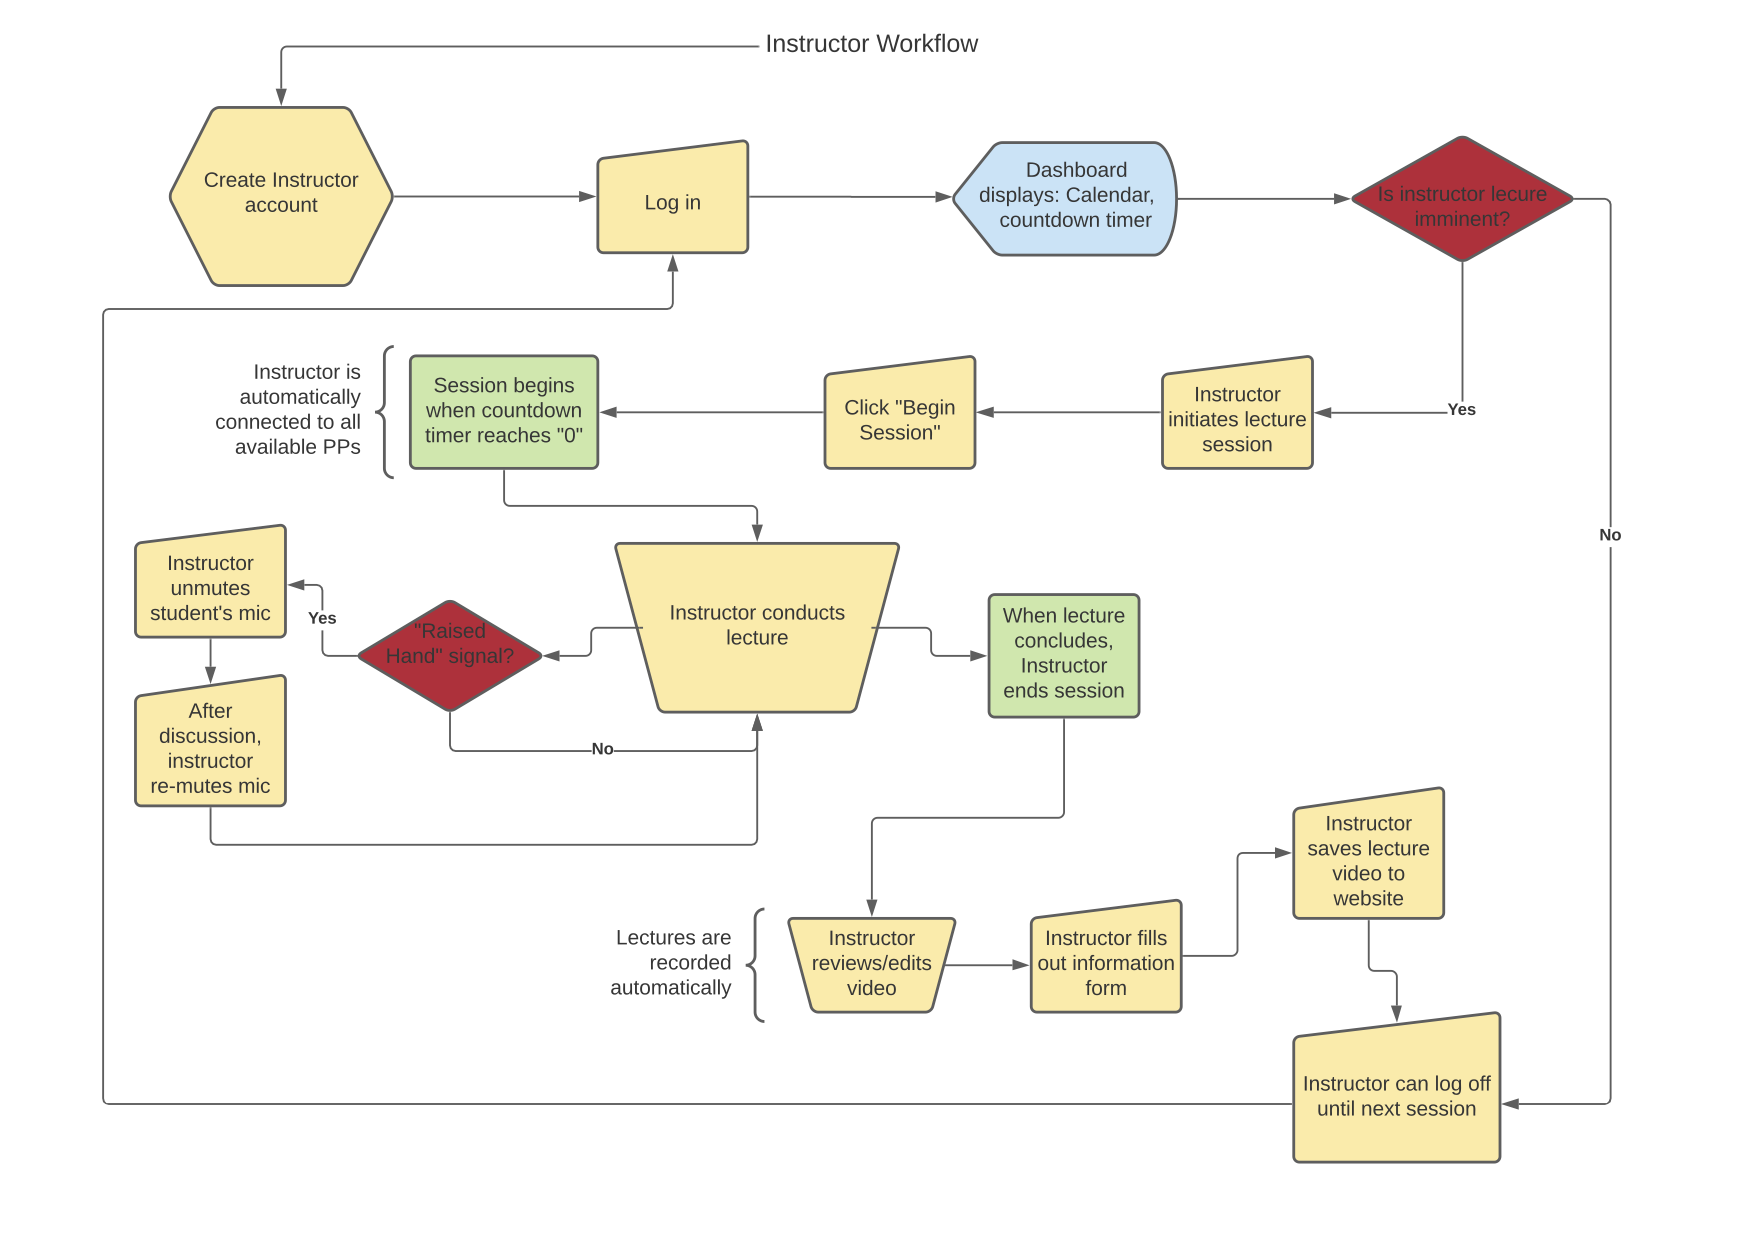 Instructor Workflow
Create Instructor
account
Log in
Dashboard
displays: Calendar,
countdown timer
Is instructor lecure
imminent?
Instructor is
automatically
connected to all
available PPs
Session begins
when countdown
timer reaches "0"
Click "Begin
Session"
Instructor
initiates lecture
session
Yes
No
Instructor
unmutes
student's mic
Yes
"Raised
Hand" signal?
Instructor conducts
lecture
When lecture
concludes,
Instructor
ends session
After
discussion,
instructor
re-mutes mic
No
Instructor
saves lecture
video to
website
Lectures are
recorded
automatically
Instructor
reviews/edits
video
Instructor fills
out information
form
Instructor can log off
until next session